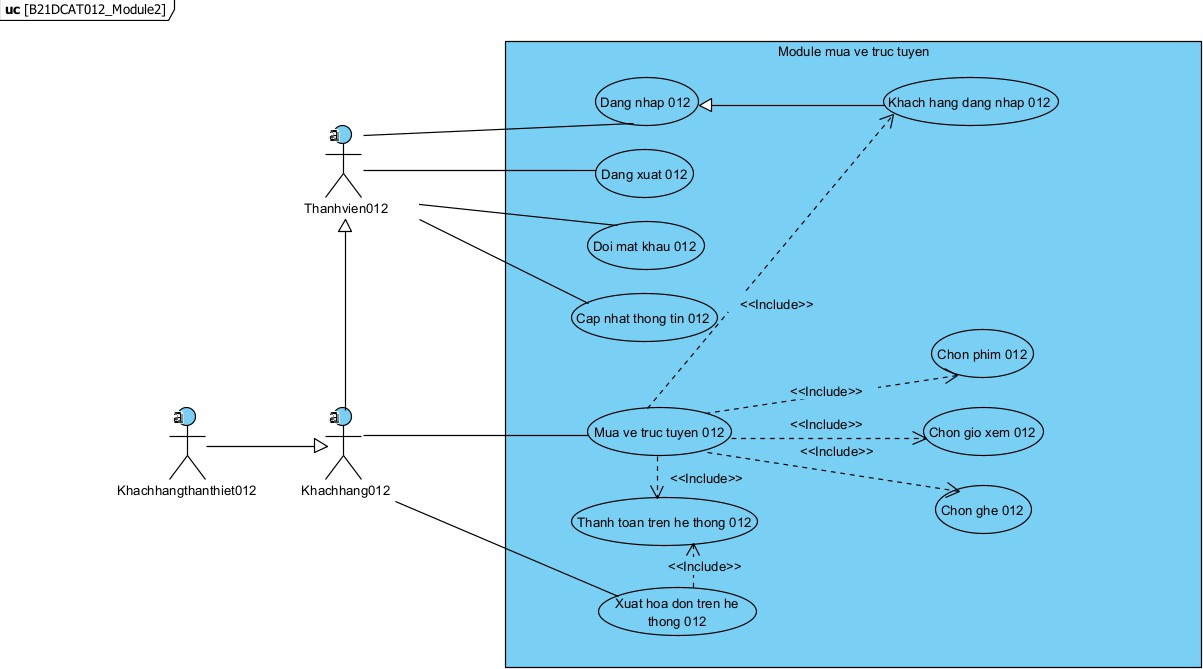 uc [B21DCAT012_Module2]
Module mua ve truc tuyen
Dang nhap 012
Khach hang dang nhap 012
Dang xuat 012
Thanhvien012
Doi mat khau 012
<<Include>>
Cap nhat thong tin 012
Chon phim 012
<<Include>>
<<Include>>
Mua ve truc tuyen 012
Chon gio xem 012
<<Include>>
<<Include>>
Khachhangthanthiet012
Khachhang012
Chon ghe 012
Thanh toan tren he thong 012
<<Include>>
Xuat hoa don tren he
thong 012